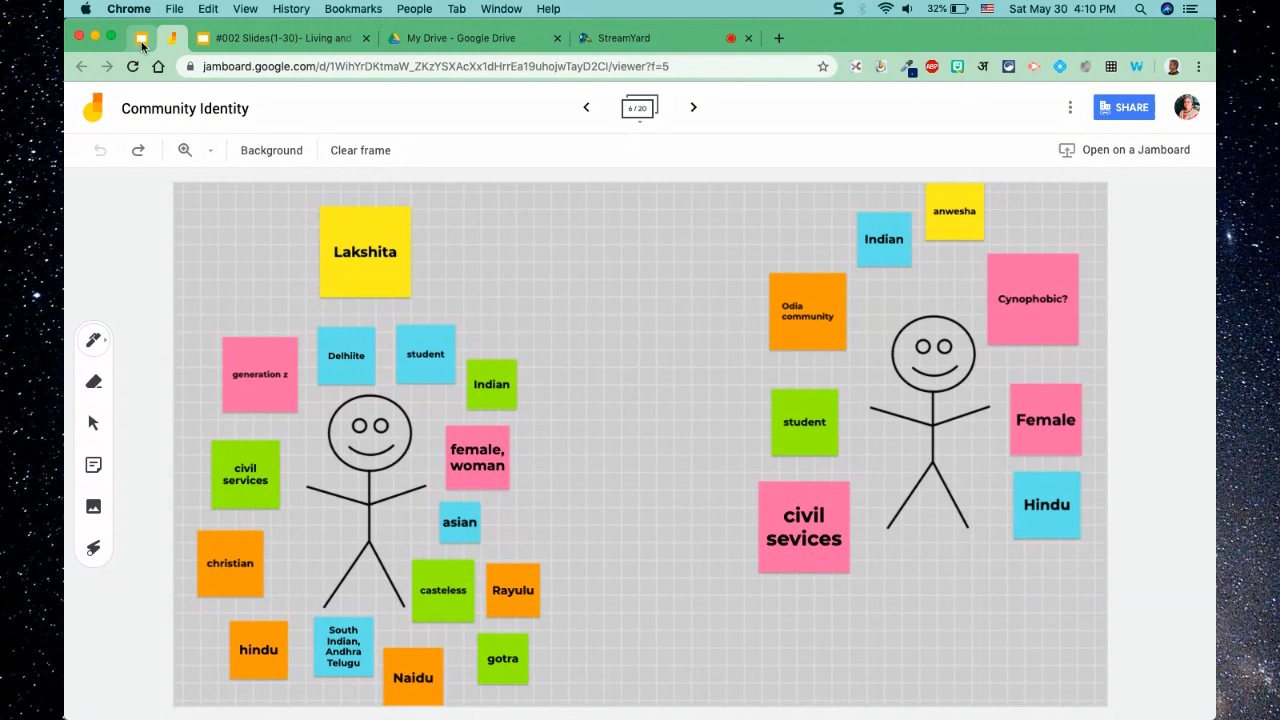 Chrome File Edit View History Bookmarks People Tab Window Help
32% Sat May 30 4:10 PM
#002 Slides(1-30)- Living and
My Drive - Google Drive
StreamYard
jamboard.google.com/d/1WihYrDKtmaW_ZKzYSXAcXx1dHrrEa19uhojwTayD2CI/viewer?f=5
Community Identity
6 / 20
SHARE
Background
Clear frame
Open on a Jamboard
Lakshita
generation z
Delhiite
student
Indian
civil
services
female,
woman
asian
christian
casteless
Rayulu
hindu
South
Indian,
Andhra
Telugu
Naidu
gotra
anwesha
Indian
Odia
community
Cynophobic?
student
Female
civil
sevices
Hindu